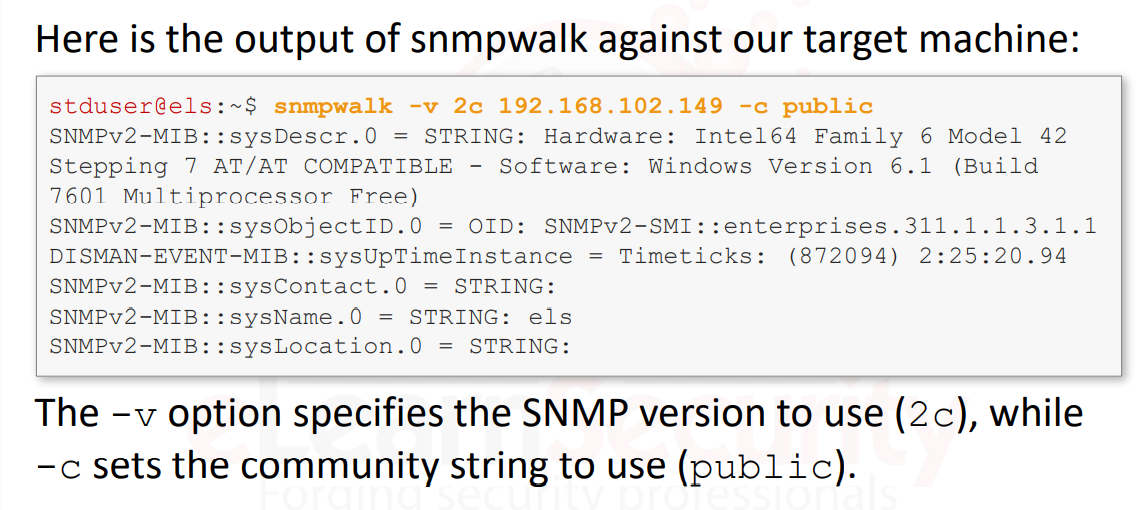 Here is the output of snmpwalk against our target machine:
stduser@els:~$ snmpwalk -v 2c 192.168.102.149 -c public
SNMPv2-MIB::sysDescr.0 = STRING: Hardware: Intel64 Family 6 Model 42
Stepping 7 AT/AT COMPATIBLE - Software: Windows Version 6.1 (Build
7601 Multiprocessor Free)
SNMPv2-MIB::sysObjectID.0 = OID: SNMPv2-SMI::enterprises.311.1.1.3.1.1
DISMAN-EVENT-MIB::sysUpTimeInstance = Timeticks: (872094) 2:25:20.94
SNMPv2-MIB::sysContact.0 = STRING:
SNMPv2-MIB::sysName.0 = STRING: els
SNMPv2-MIB::sysLocation.0 = STRING:
The -v option specifies the SNMP version to use (2c), while
-c sets the community string to use (public).
eLearnSecurity
Forging security professionals